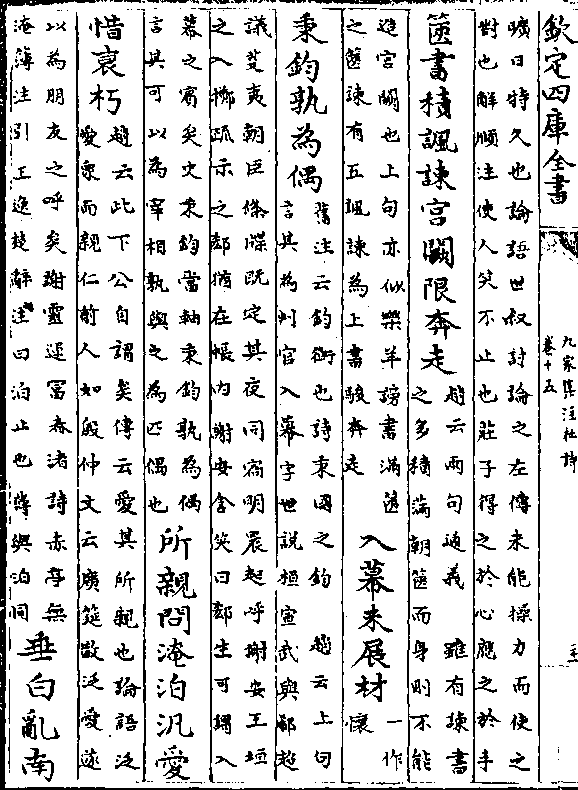 欽定四庫全書
九家集注杜詩
卷十五
曠日特久也論語世叔討論之左傳未能操刀而使之
對也解頤注使人笑不止也莊子得之於心應之於手
篋書積諷諫宮闕限奔走
趙云兩句通義雖有諫書
之多積滿朝篋而身則不能
造宮闕也上句亦似樂羊謗書滿篋
之篋諫有五諷諫為上書駿奔走
入幕未展材
一作
懷
秉鈞孰為偶
舊注云鈞衡也詩秉國之鈞趙云上句
言其為判官入幕字世說桓宣武與郗超
議芟夷朝臣條牒既定其夜同宿明晨起呼謝安王坦
之入擲疏示之郗猶在帳內謝安含笑曰郗生可謂入
幕之賓矣文秉鈞當軸秉鈞孰為偶
言其可以為宰相孰與之為匹偶也
所親問淹泊汎愛
惜衰朽
趙云此下公自謂矣傳云愛其所親也論語泛
愛衆而親仁前人如殷仲文云廣筵散泛愛逯
以為朋友之呼矣謝靈運富春渚詩赤亭無
淹薄注引王逸楚辭注曰泊止也薄與泊同
垂白亂南